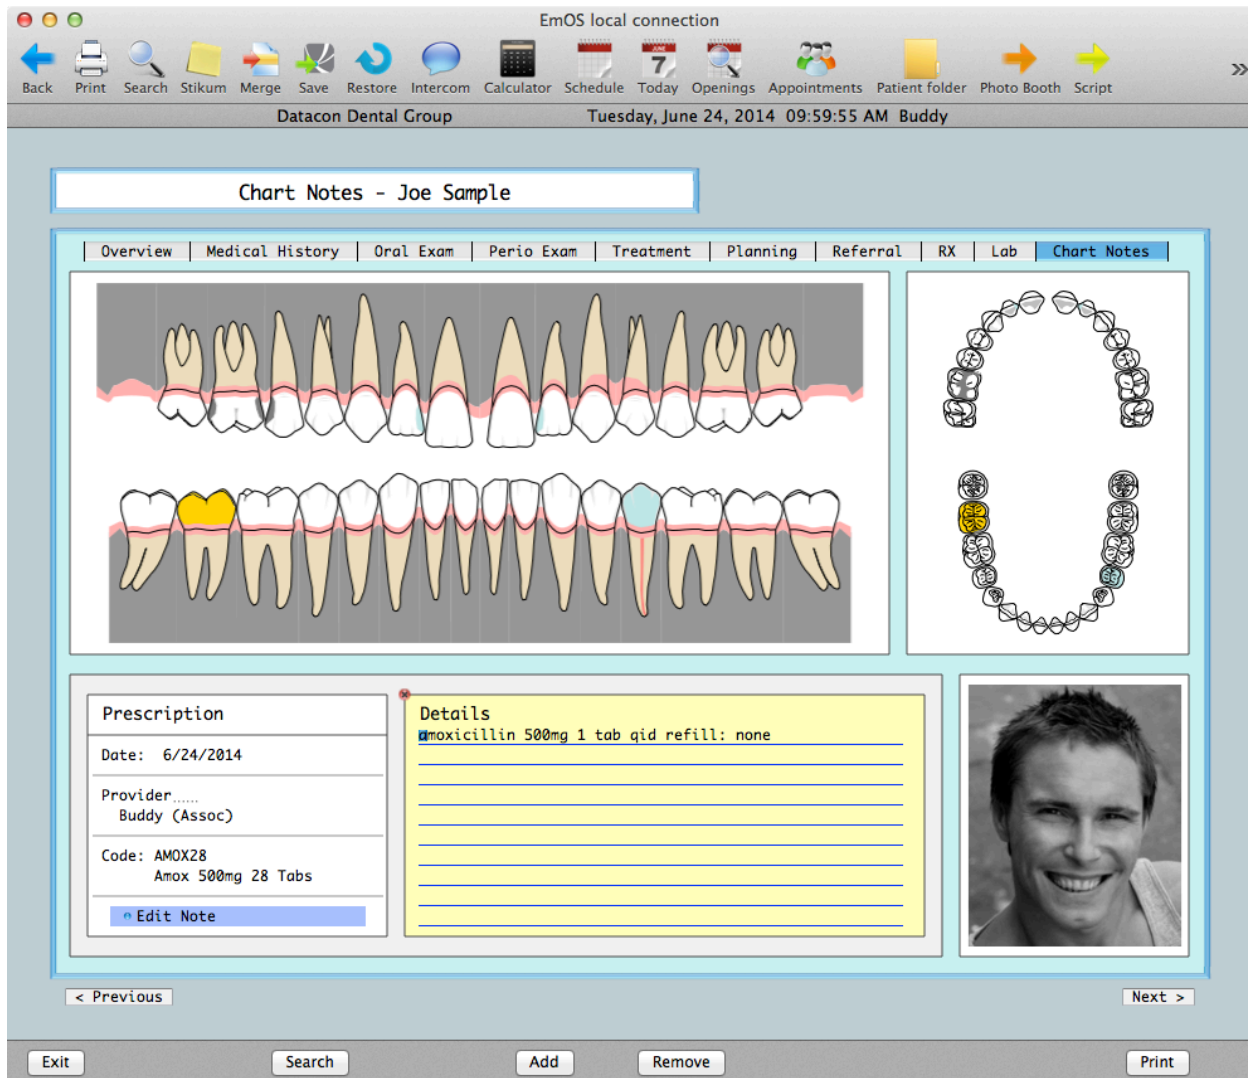 EmOS local connection
Back Print Search Stikum Merge Save Restore Intercom Calculator Schedule Today Openings Appointments Patient folder Photo Booth Script
JUNE
7
Datacon Dental Group Tuesday, June 24, 2014 09:59:55 AM Buddy
Chart Notes - Joe Sample
Overview Medical History Oral Exam Perio Exam Treatment Planning Referral RX Lab Chart Notes
Prescription
Date: 6/24/2014
Provider......
Buddy (Assoc)
Code: AMOX28
Amox 500mg 28 Tabs
Edit Note
Details
amoxicillin 500mg 1 tab qid refill: none
< Previous
Next >
Exit Search Add Remove Print